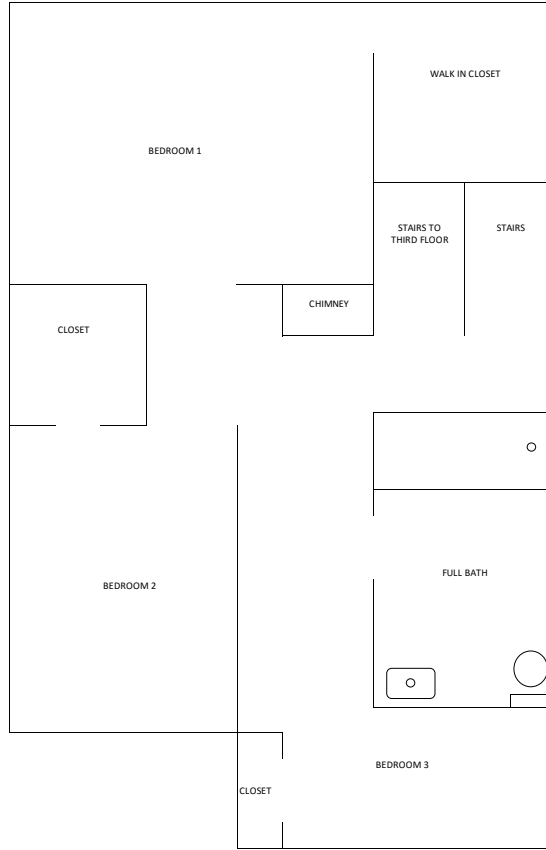 WALK IN CLOSET
BEDROOM 1
STAIRS TO
THIRD FLOOR
STAIRS
CHIMNEY
CLOSET
FULL BATH
BEDROOM 2
BEDROOM 3
CLOSET